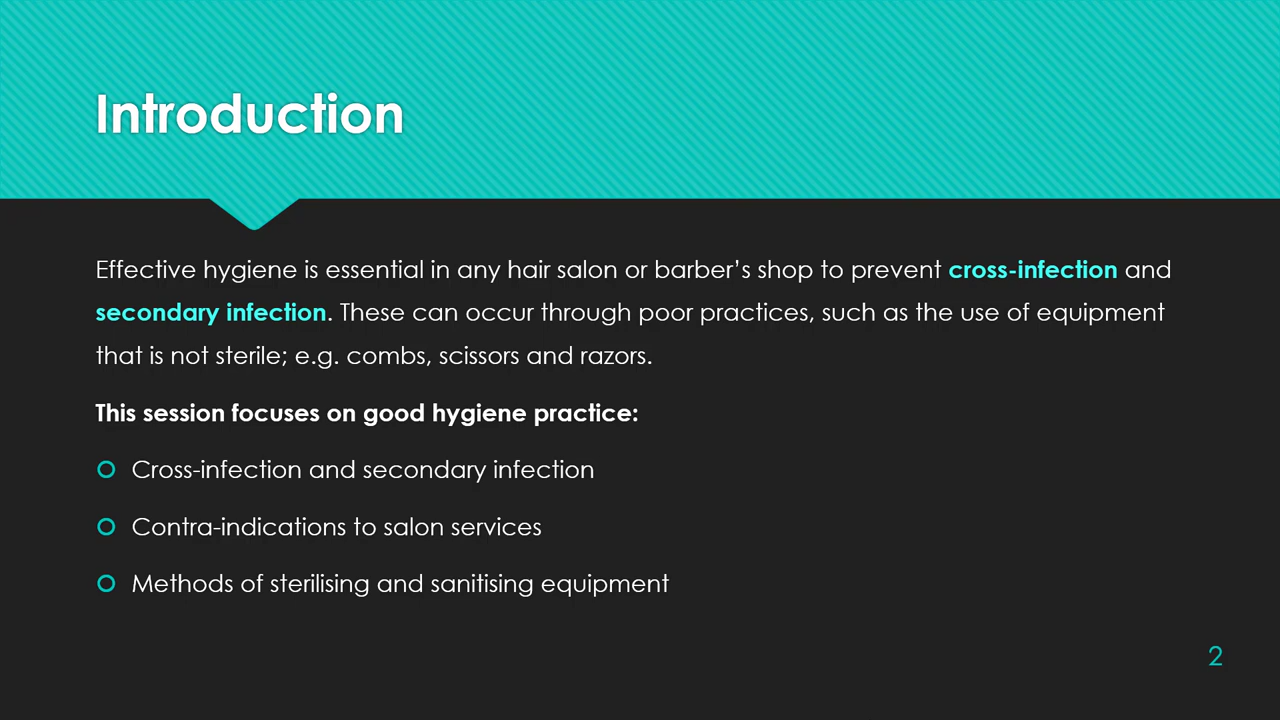 Introduction
Effective hygiene is essential in any hair salon or barber’s shop to prevent cross-infection and
secondary infection. These can occur through poor practices, such as the use of equipment
that is not sterile; e.g. combs, scissors and razors.
This session focuses on good hygiene practice:
Cross-infection and secondary infection
Contra-indications to salon services
Methods of sterilising and sanitising equipment
2